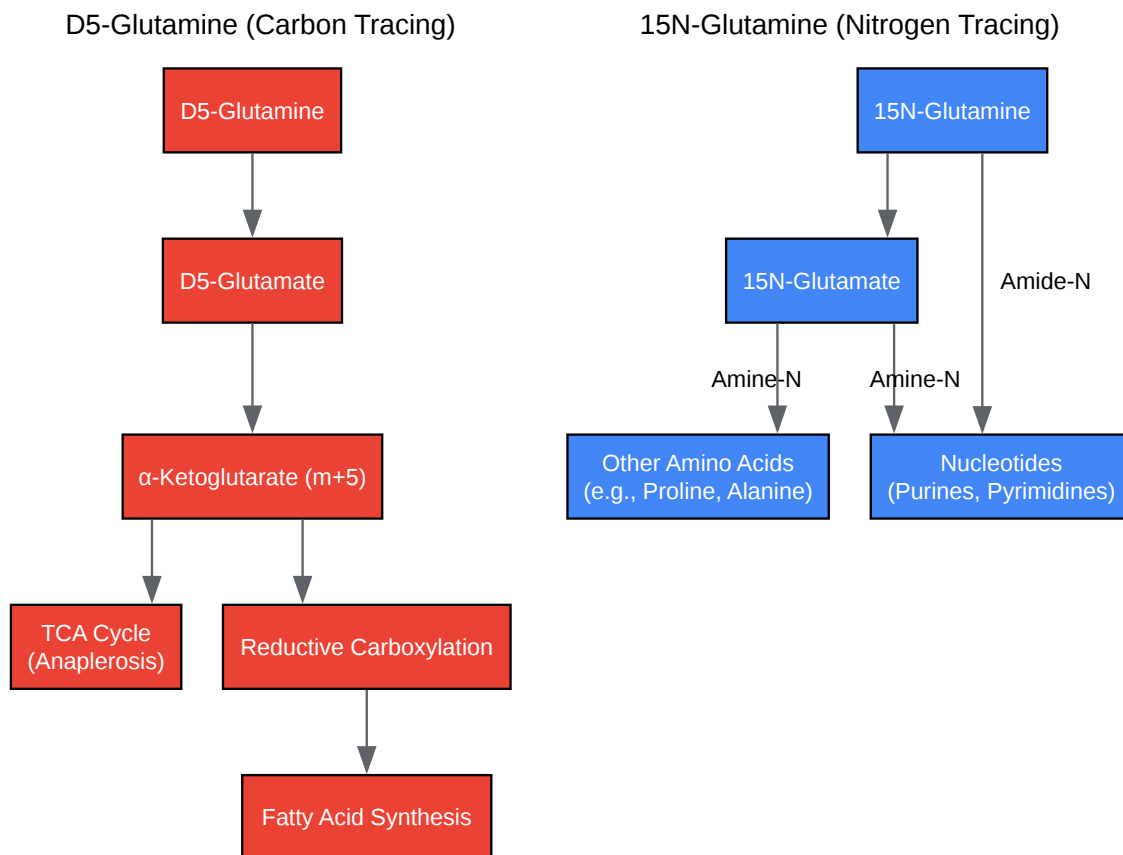 D5-Glutamine (Carbon Tracing)
D5-Glutamine
D5-Glutamate
α-Ketoglutarate (m+5)
TCA Cycle
(Anaplerosis)
Reductive Carboxylation
Fatty Acid Synthesis
15N-Glutamine (Nitrogen Tracing)
15N-Glutamine
15N-Glutamate
Amide-N
Amine-N
Amine-N
Other Amino Acids
(e.g., Proline, Alanine)
Nucleotides
(Purines, Pyrimidines)